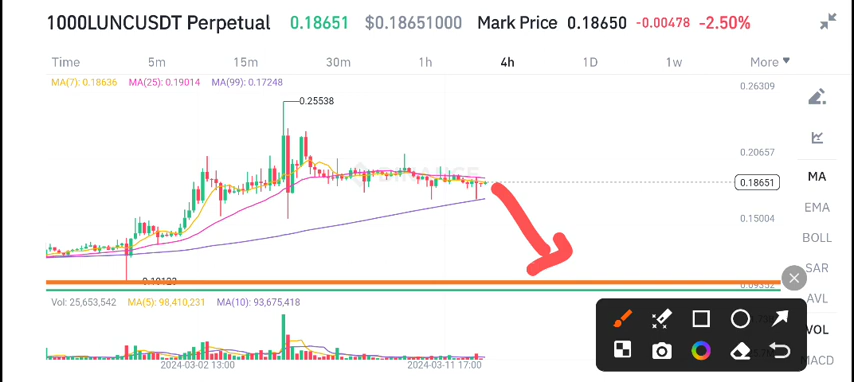 1000LUNCUSDT Perpetual 0.18651 $0.18651000 Mark Price 0.18650 -0.00478 -2.50%
Time 5m 15m 30m 1h 4h 1D 1w More
MA(7): 0.18636 MA(25): 0.19014 MA(99): 0.17248
0.26309
0.25538
0.20657
BINANCE
0.18651
0.15004
MA
EMA
BOLL
SAR
AVL
VOL
MACD
Vol: 25,653,542 MA(5): 98,410,231 MA(10): 93,675,418
2024-03-02 13:00 2024-03-11 17:00